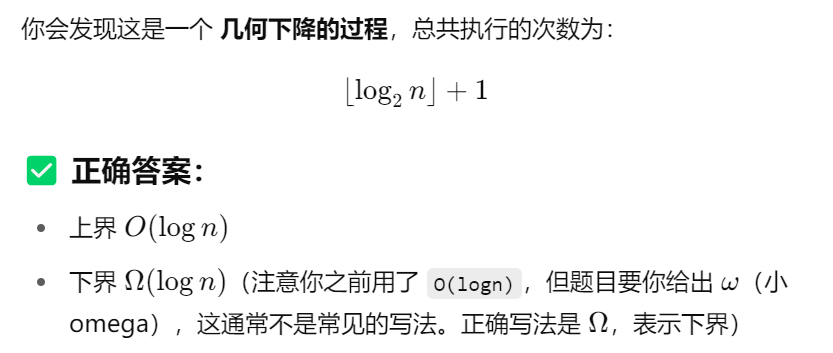 你会发现这是一个 几何下降的过程，总共执行的次数为：
⌊log₂ n⌋ + 1
✅ 正确答案：
• 上界 O(log n)
• 下界 Ω(log n)（注意你之前用了 O(logn)，但题目要你给出 ω（小
omega），这通常不是常见的写法。正确写法是 Ω，表示下界）